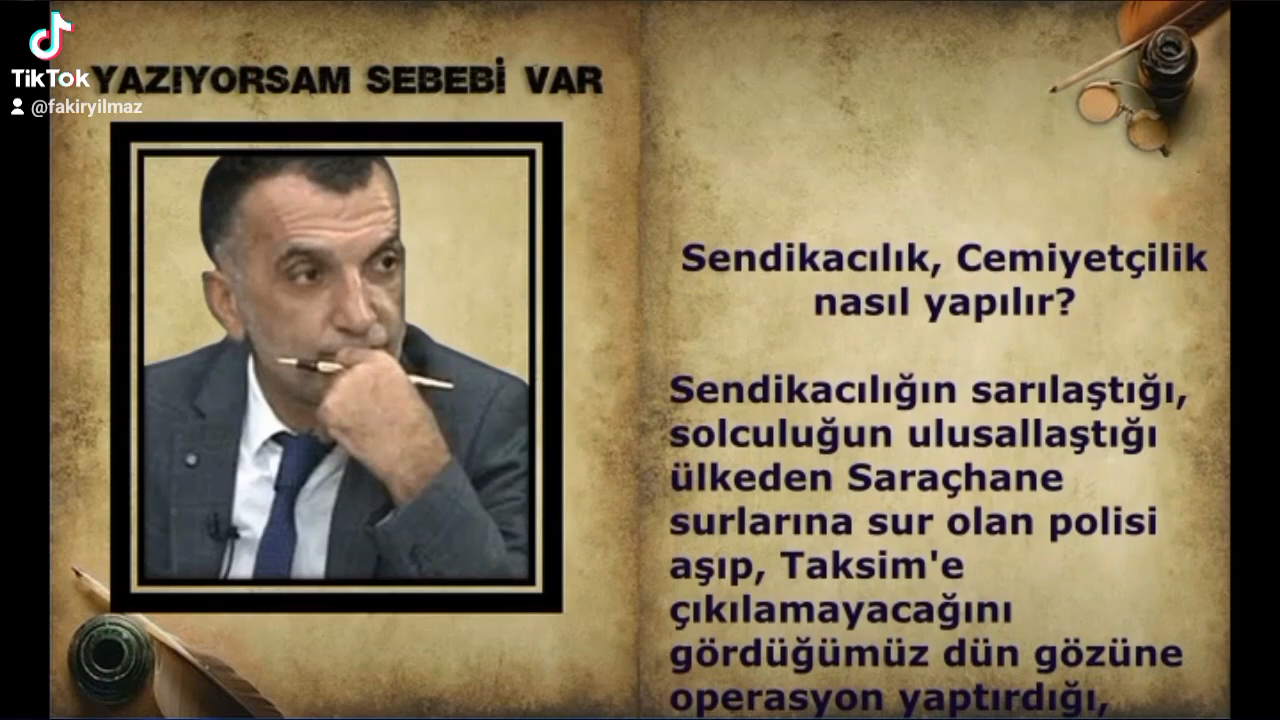 TikTok
@fakiryilmaz
YAZIYORSAM SEBEBİ VAR
Sendikacılık, Cemiyetçilik
nasıl yapılır?
Sendikacılığın sarılaştığı,
solculuğun ulusallaştığı
ülkeden Saraçhane
surlarına sur olan polisi
aşıp, Taksim'e
çıkılamayacağını
gördüğümüz dün gözüne
operasyon yaptırdığı,